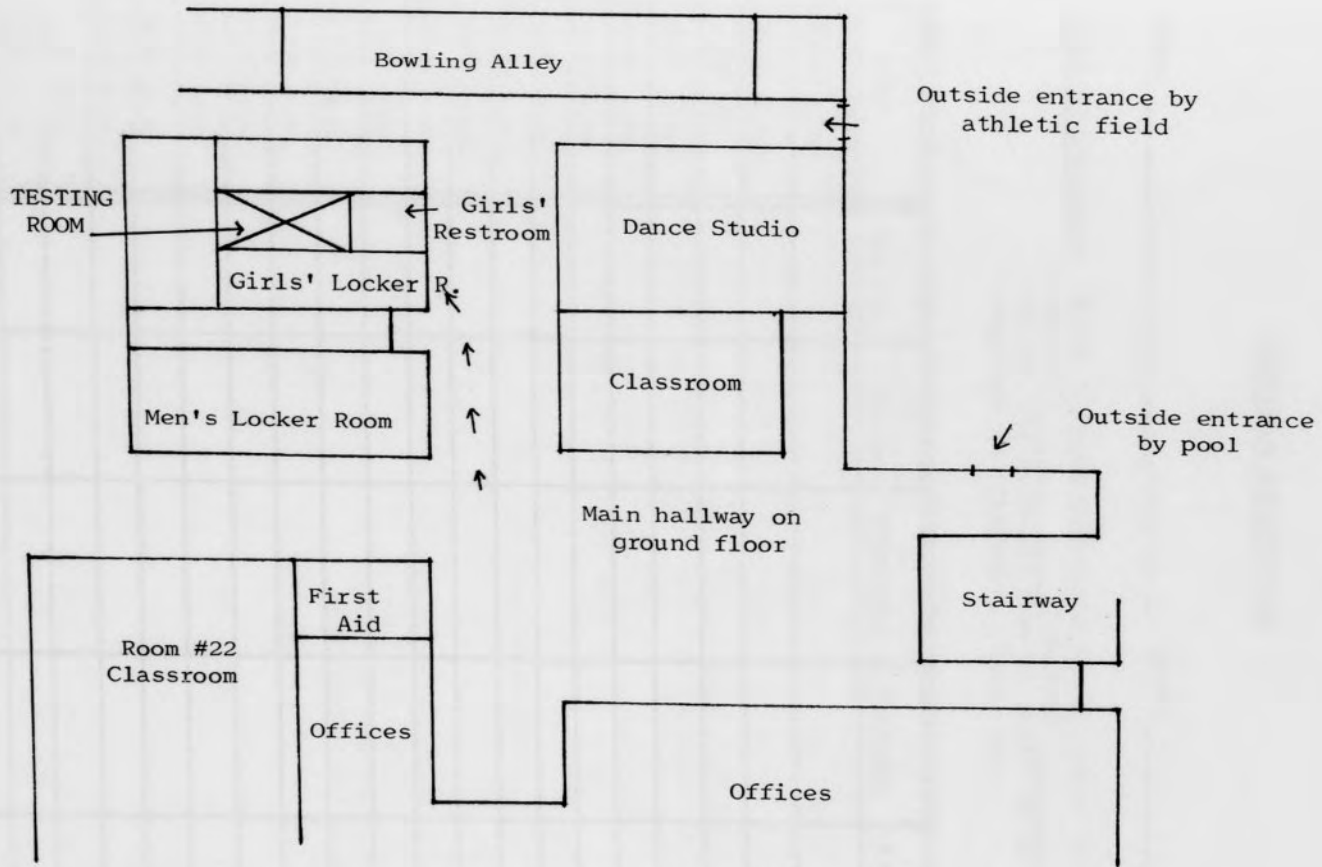 Bowling Alley
Outside entrance by
athletic field
TESTING
ROOM
Girls'
Restroom
Dance Studio
Girls' Locker R.
Classroom
Men's Locker Room
Outside entrance
by pool
Main hallway on
ground floor
First
Aid
Stairway
Room #22
Classroom
Offices
Offices